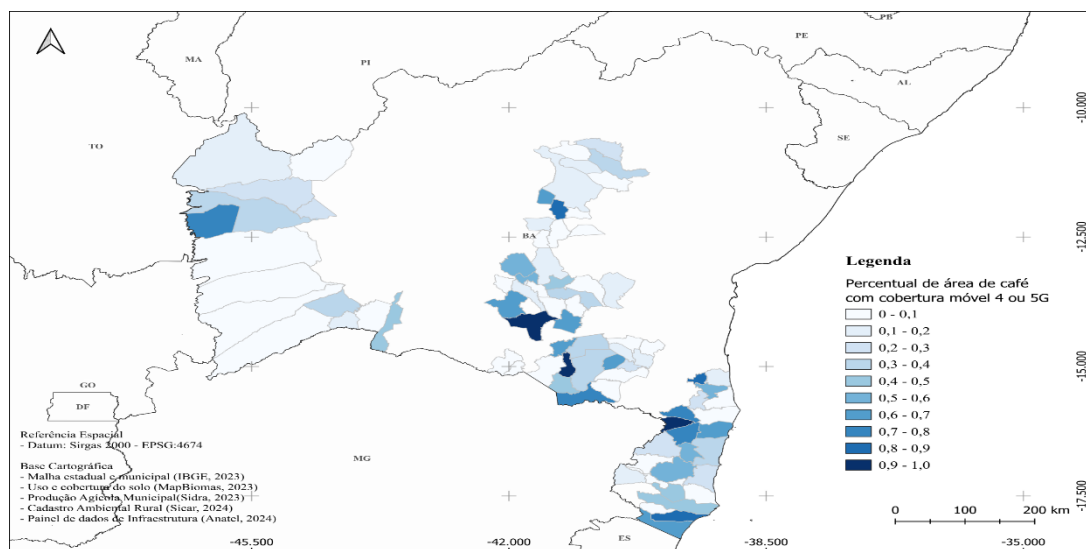 PB
PE
MA
PI
-10.000
AL
SE
TO
-12.500
BA
Legenda
Percentual de área de café
com cobertura móvel 4 ou 5G
0 - 0,1
0,1 - 0,2
0,2 - 0,3
0,3 - 0,4
0,4 - 0,5
0,5 - 0,6
0,6 - 0,7
0,7 - 0,8
0,8 - 0,9
0,9 - 1,0
-15.000
GO
DF
MG
Referência Espacial
- Datum: Sirgas 2000 - EPSG:4674
Base Cartográfica
- Malha estadual e municipal (IBGE, 2023)
- Uso e cobertura do solo (MapBiomas, 2023)
- Produção Agícola Municipal(Sidra, 2023)
- Cadastro Ambiental Rural (Sicar, 2024)
- Painel de dados de Infraestrutura (Anatel, 2024)
-17.500
0 100 200 km
ES
-45.500 -42.000 -38.500 -35.000